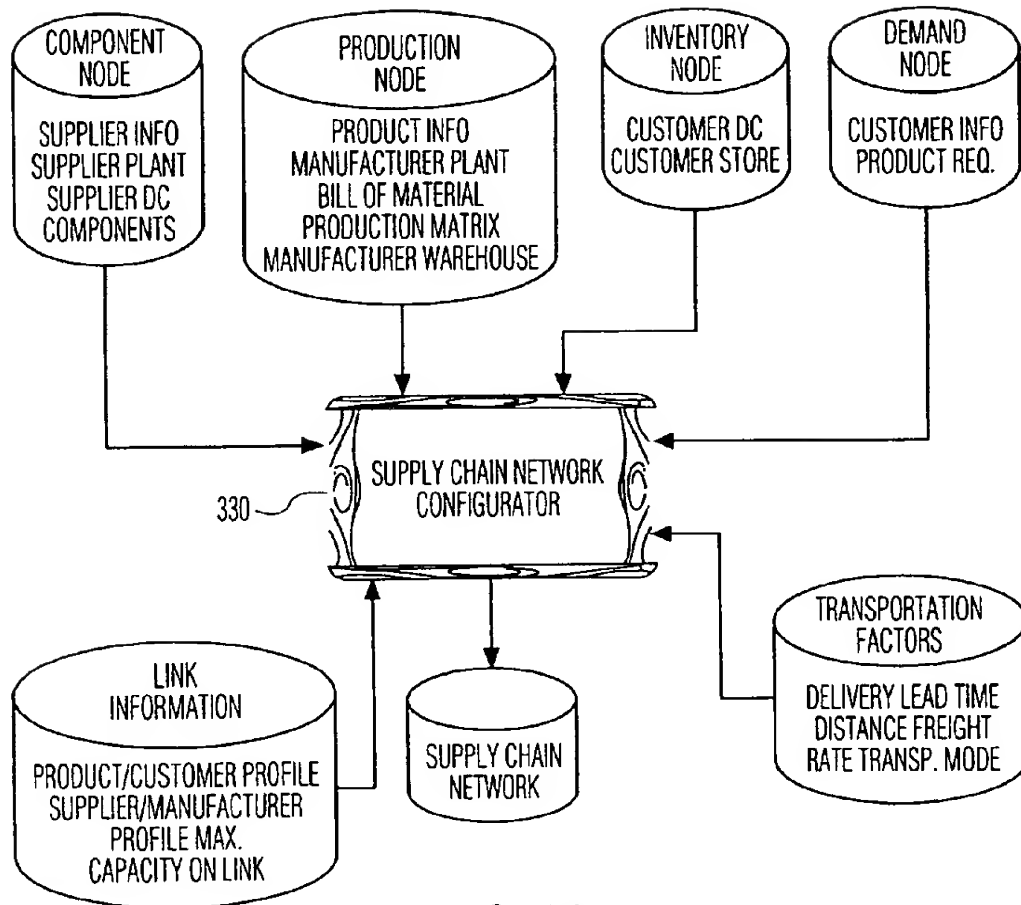 COMPONENT
NODE
SUPPLIER INFO
SUPPLIER PLANT
SUPPLIER DC
COMPONENTS
PRODUCTION
NODE
PRODUCT INFO
MANUFACTURER PLANT
BILL OF MATERIAL
PRODUCTION MATRIX
MANUFACTURER WAREHOUSE
INVENTORY
NODE
CUSTOMER DC
CUSTOMER STORE
DEMAND
NODE
CUSTOMER INFO
PRODUCT REQ.
330
SUPPLY CHAIN NETWORK
CONFIGURATOR
LINK
INFORMATION
PRODUCT/CUSTOMER PROFILE
SUPPLIER/MANUFACTURER
PROFILE MAX.
CAPACITY ON LINK
SUPPLY CHAIN
NETWORK
TRANSPORTATION
FACTORS
DELIVERY LEAD TIME
DISTANCE FREIGHT
RATE TRANSP. MODE